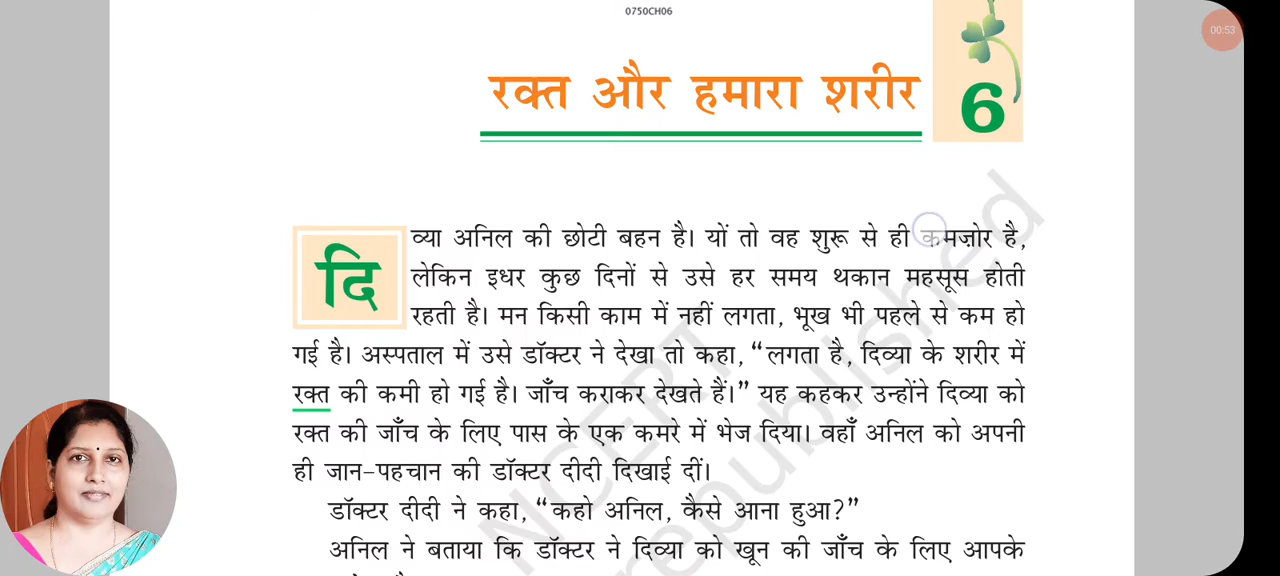 0750CH06
00:53
रक्त और हमारा शरीर
6
दिव्या अनिल की छोटी बहन है। यों तो वह शुरू से ही कमज़ोर है,
लेकिन इधर कुछ दिनों से उसे हर समय थकान महसूस होती
रहती है। मन किसी काम में नहीं लगता, भूख भी पहले से कम हो
गई है। अस्पताल में उसे डॉक्टर ने देखा तो कहा, “लगता है, दिव्या के शरीर में
रक्त की कमी हो गई है। जाँच कराकर देखते हैं।” यह कहकर उन्होंने दिव्या को
रक्त की जाँच के लिए पास के एक कमरे में भेज दिया। वहाँ अनिल को अपनी
ही जान-पहचान की डॉक्टर दीदी दिखाई दीं।
डॉक्टर दीदी ने कहा, “कहो अनिल, कैसे आना हुआ?”
अनिल ने बताया कि डॉक्टर ने दिव्या को खून की जाँच के लिए आपके
NCERT
republished